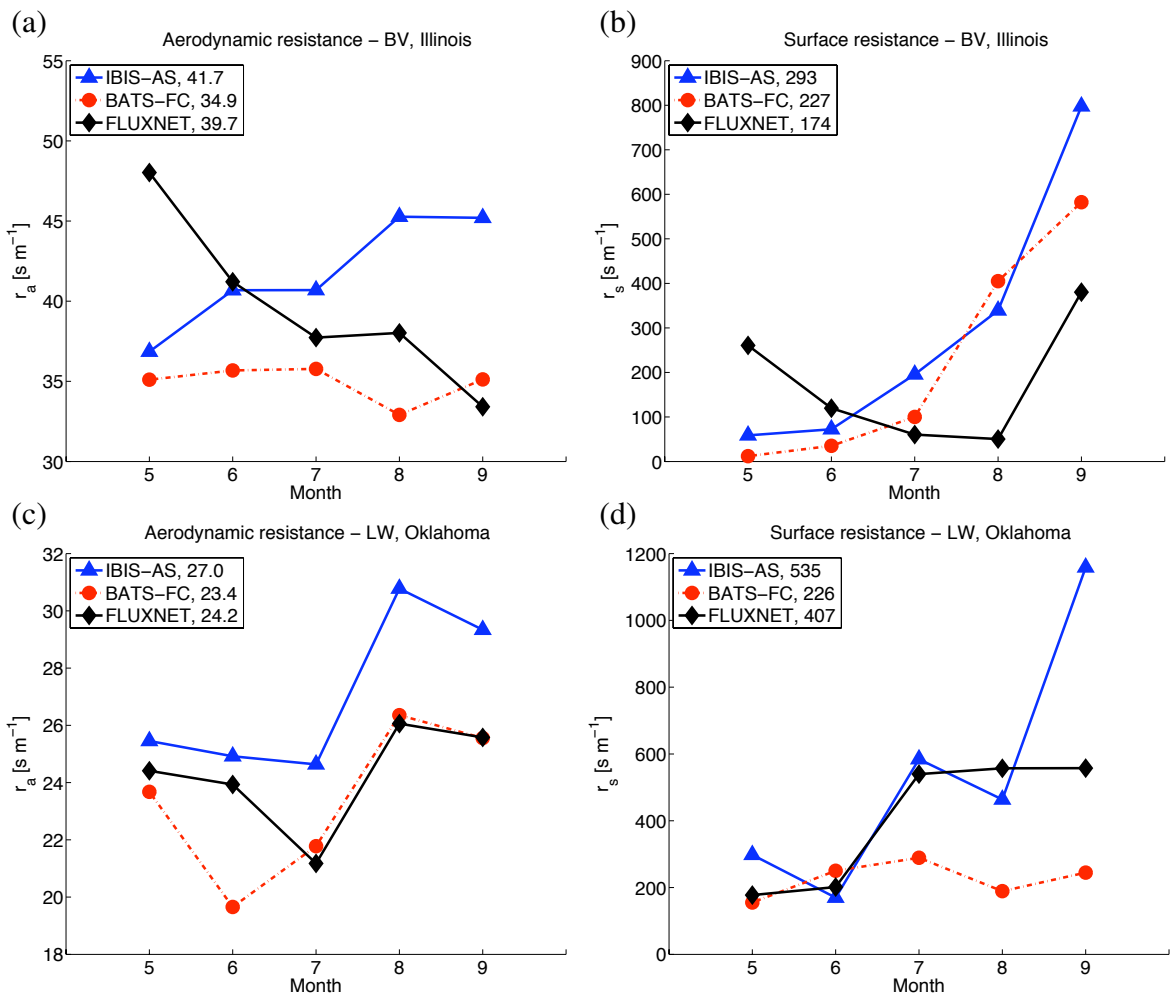 (a)
Aerodynamic resistance − BV, Illinois
55
50
45
40
35
30
r_a [s m⁻¹]
IBIS−AS, 41.7
BATS−FC, 34.9
FLUXNET, 39.7
5 6 7 8 9
Month
(b)
Surface resistance − BV, Illinois
900
800
700
600
500
400
300
200
100
0
r_s [s m⁻¹]
IBIS−AS, 293
BATS−FC, 227
FLUXNET, 174
5 6 7 8 9
Month
(c)
Aerodynamic resistance − LW, Oklahoma
32
30
28
26
24
22
20
18
r_a [s m⁻¹]
IBIS−AS, 27.0
BATS−FC, 23.4
FLUXNET, 24.2
5 6 7 8 9
Month
(d)
Surface resistance − LW, Oklahoma
1200
1000
800
600
400
200
0
r_s [s m⁻¹]
IBIS−AS, 535
BATS−FC, 226
FLUXNET, 407
5 6 7 8 9
Month